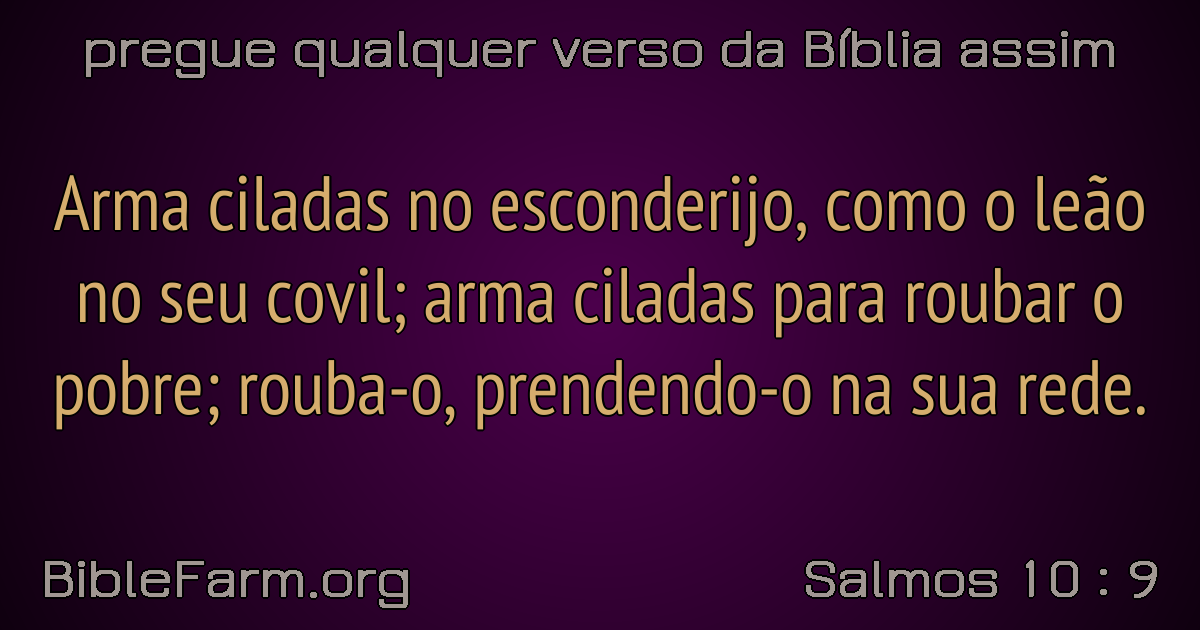 pregue qualquer verso da Bíblia assim
Arma ciladas no esconderijo, como o leão
no seu covil; arma ciladas para roubar o
pobre; rouba-o, prendendo-o na sua rede.
BibleFarm.org
Salmos 10 : 9